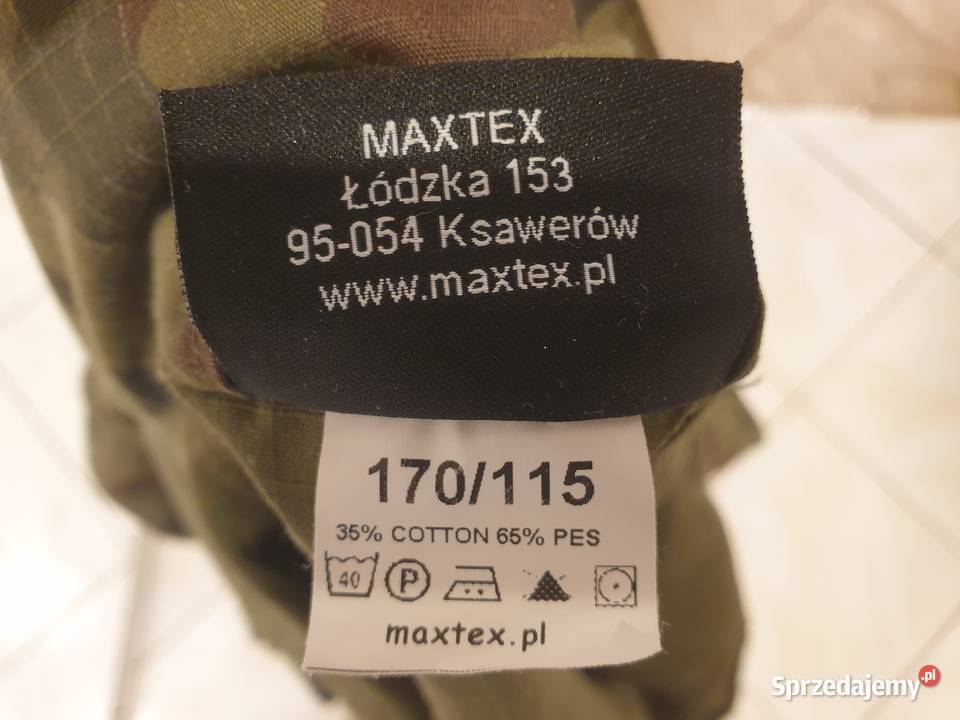 MAXTEX
Łódzka 153
95-054 Ksawerów
www.maxtex.pl
170/115
35% COTTON 65% PES
40 P
maxtex.pl
Sprzedajemy.pl